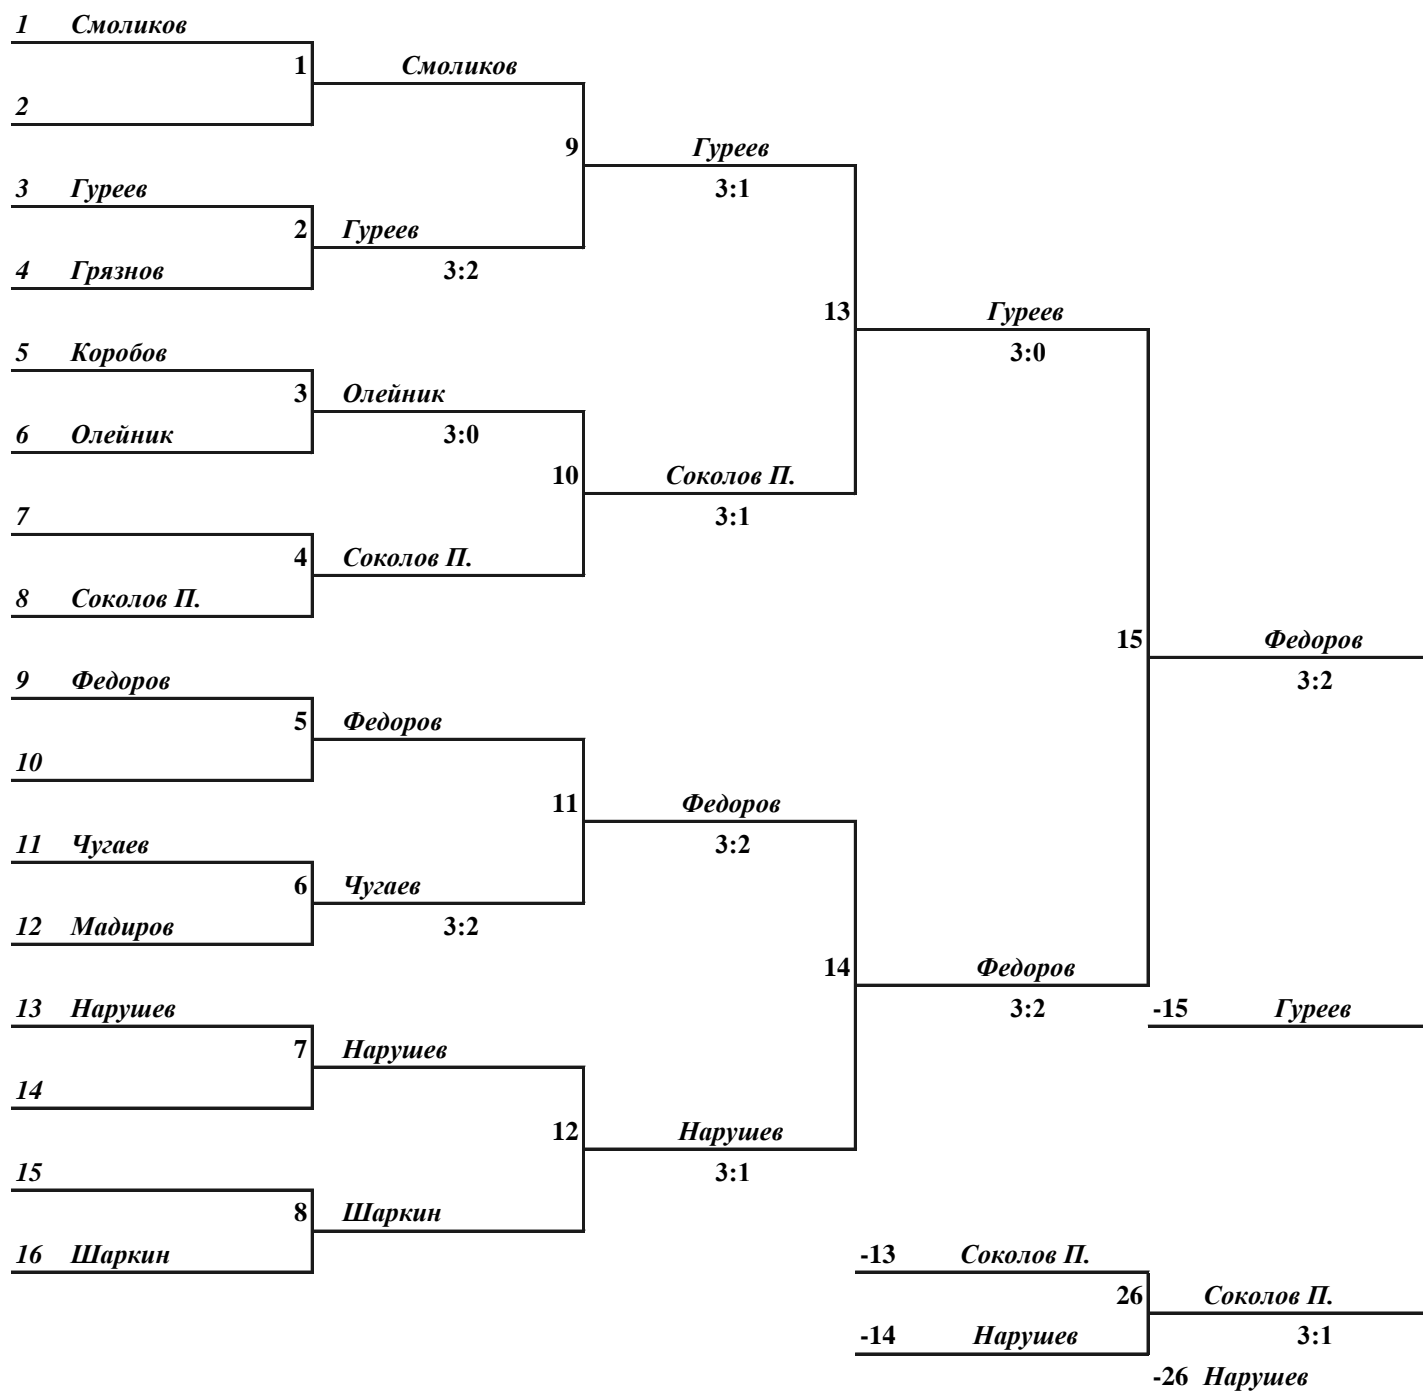 1 Смоликов
1 Смоликов
2
9 Гуреев
3:1
3 Гуреев
2 Гуреев
3:2
4 Грязнов
13 Гуреев
3:0
5 Коробов
3 Олейник
3:0
6 Олейник
10 Соколов П.
3:1
7
4 Соколов П.
8 Соколов П.
15 Федоров
3:2
9 Федоров
5 Федоров
10
11 Федоров
3:2
11 Чугаев
6 Чугаев
3:2
12 Мадиров
14 Федоров
3:2
13 Нарушев
-15 Гуреев
7 Нарушев
14
12 Нарушев
3:1
15
8 Шаркин
16 Шаркин
-13 Соколов П.
26 Соколов П.
3:1
-14 Нарушев
-26 Нарушев